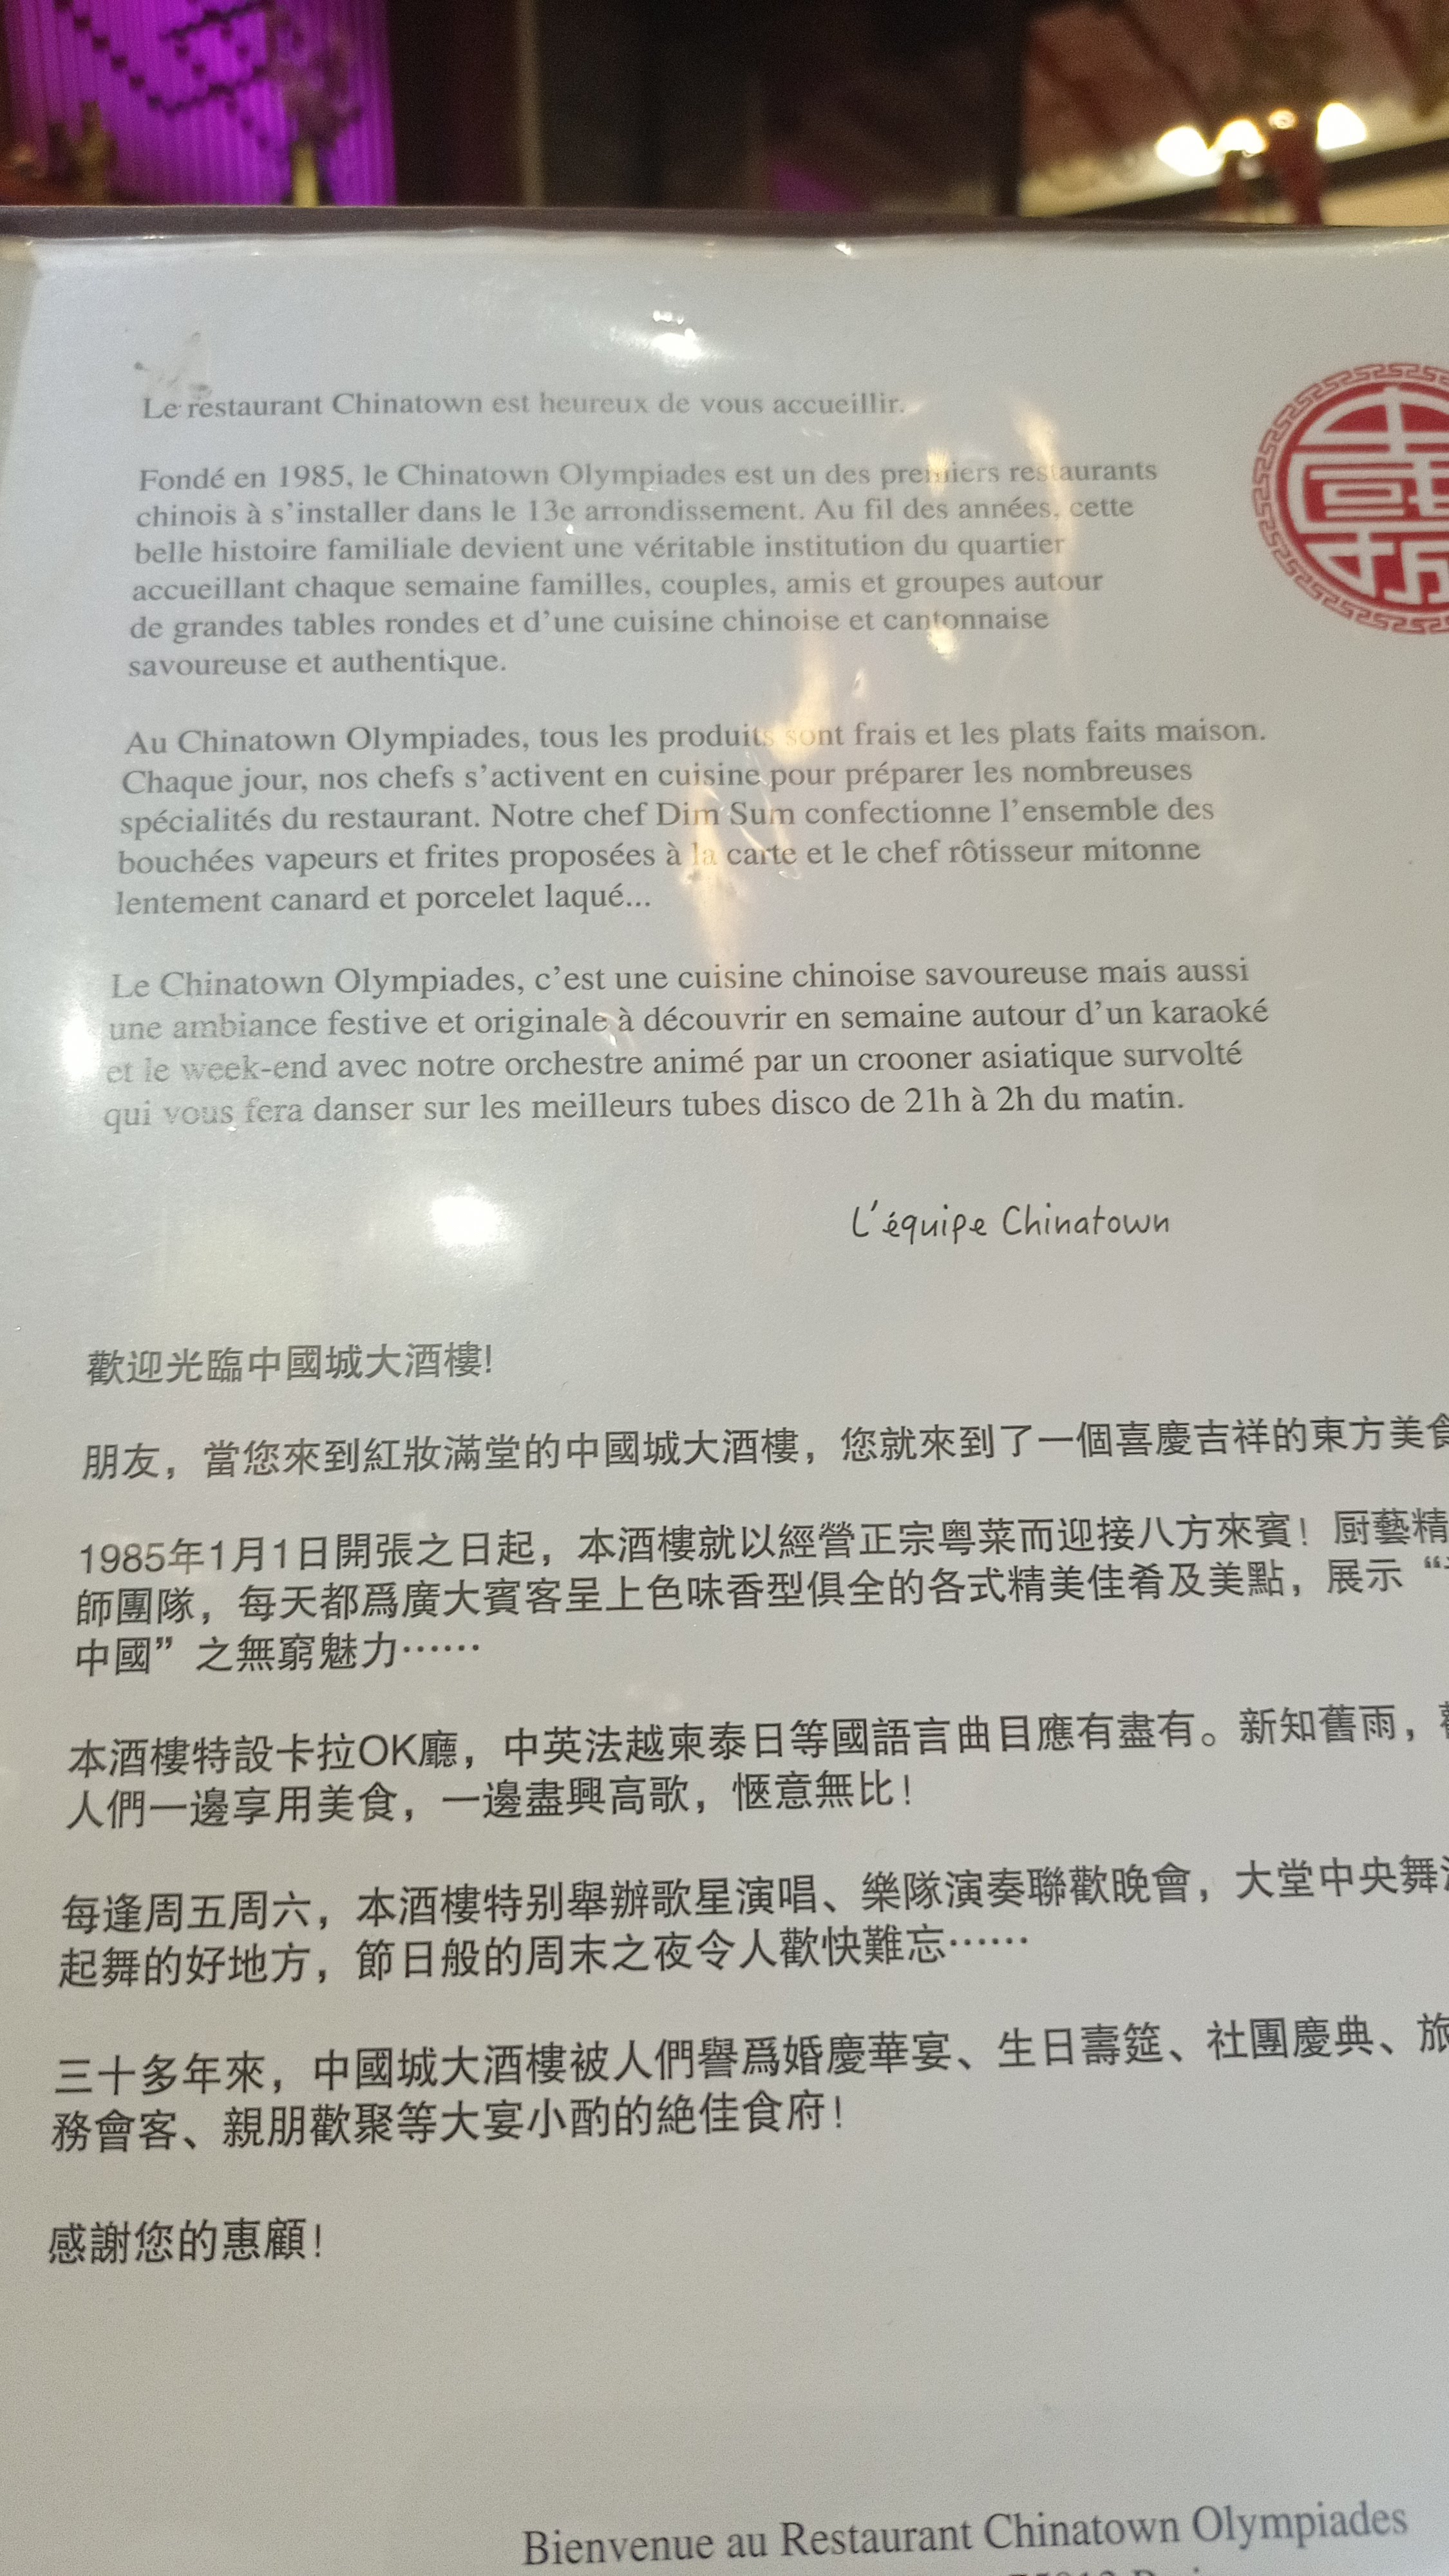 Le restaurant Chinatown est heureux de vous accueillir.
Fondé en 1985, le Chinatown Olympiades est un des premiers restaurants
chinois à s'installer dans le 13e arrondissement. Au fil des années, cette
belle histoire familiale devient une véritable institution du quartier
accueillant chaque semaine familles, couples, amis et groupes autour
de grandes tables rondes et d'une cuisine chinoise et cantonnaise
savoureuse et authentique.
Au Chinatown Olympiades, tous les produits sont frais et les plats faits maison.
Chaque jour, nos chefs s'activent en cuisine pour préparer les nombreuses
spécialités du restaurant. Notre chef Dim Sum confectionne l'ensemble des
bouchées vapeurs et frites proposées à la carte et le chef rôtisseur mitonne
lentement canard et porcelet laqué...
Le Chinatown Olympiades, c'est une cuisine chinoise savoureuse mais aussi
une ambiance festive et originale à découvrir en semaine autour d'un karaoké
et le week-end avec notre orchestre animé par un crooner asiatique survolté
qui vous fera danser sur les meilleurs tubes disco de 21h à 2h du matin.
L'équipe Chinatown
歡迎光臨中國城大酒樓!
朋友，當您來到紅妝滿堂的中國城大酒樓，您就來到了一個喜慶吉祥的東方美食
1985年1月1日開張之日起，本酒樓就以經營正宗粵菜而迎接八方來賓！厨藝精
師團隊，每天都爲廣大賓客呈上色味香型俱全的各式精美佳肴及美點，展示“
中國”之無窮魅力……
本酒樓特設卡拉OK廳，中英法越柬泰日等國語言曲目應有盡有。新知舊雨，
人們一邊享用美食，一邊盡興高歌，愜意無比！
每逢周五周六，本酒樓特别舉辦歌星演唱、樂隊演奏聯歡晚會，大堂中央舞
起舞的好地方，節日般的周末之夜令人歡快難忘……
三十多年來，中國城大酒樓被人們譽爲婚慶華宴、生日壽筵、社團慶典、旅
務會客、親朋歡聚等大宴小酌的絶佳食府！
感謝您的惠顧！
Bienvenue au Restaurant Chinatown Olympiades